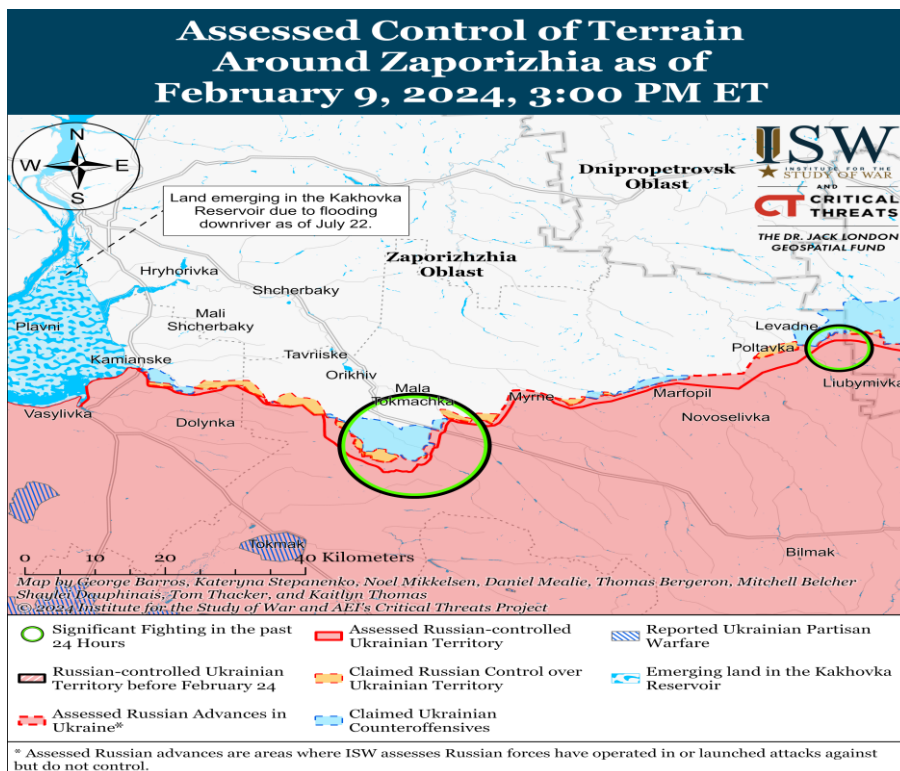 Assessed Control of Terrain
Around Zaporizhia as of
February 9, 2024, 3:00 PM ET
N
W
E
S
Land emerging in the Kakhovka
Reservoir due to flooding
downriver as of July 22.
Dnipropetrovsk
Oblast
ISW
INSTITUTE FOR THE
STUDY OF WAR
AND
CT CRITICAL
THREATS
THE DR. JACK LONDON
GEOSPATIAL FUND
Zaporizhzhia
Oblast
Hryhorivka
Shcherbaky
Plavni
Mali
Shcherbaky
Levadne
Poltavka
Kamianske
Tavriiske
Orikhiv
Mala
Tokmachka
Myrne
Marfopil
Liubymivka
Vasylivka
Dolynka
Novoselivka
Tokmak
Bilmak
0 20 40 Kilometers
Map by George Barros, Kateryna Stepanenko, Noel Mikkelsen, Daniel Mealie, Thomas Bergeron, Mitchell Belcher
Shayler Dauphinais, Tom Thacker, and Kaitlyn Thomas
© 2024 Institute for the Study of War and AEI's Critical Threats Project
Significant Fighting in the past
24 Hours
Assessed Russian-controlled
Ukrainian Territory
Reported Ukrainian Partisan
Warfare
Russian-controlled Ukrainian
Territory before February 24
Claimed Russian Control over
Ukrainian Territory
Emerging land in the Kakhovka
Reservoir
Assessed Russian Advances in
Ukraine*
Claimed Ukrainian
Counteroffensives
* Assessed Russian advances are areas where ISW assesses Russian forces have operated in or launched attacks against
but do not control.